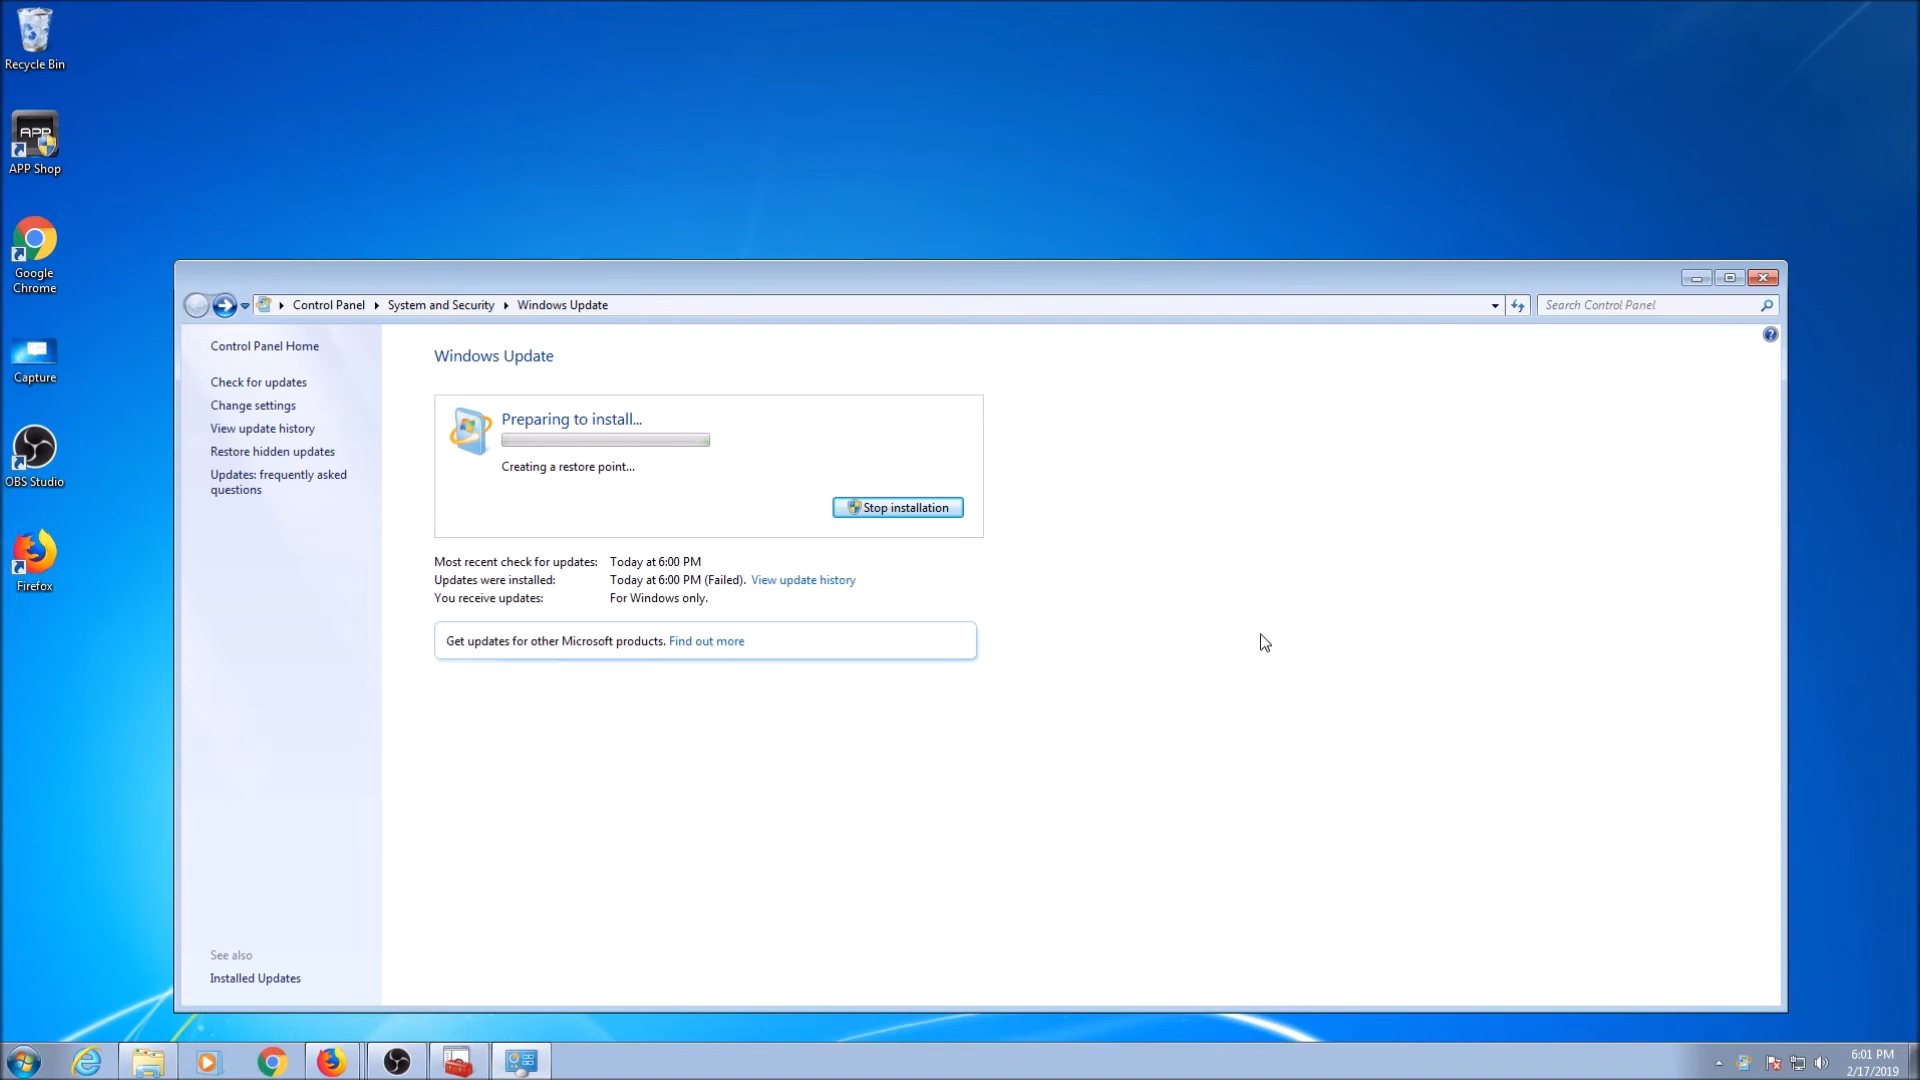 Recycle Bin
APP
APP Shop
Google
Chrome
Capture
OBS Studio
Firefox
Control Panel
System and Security
Windows Update
Search Control Panel
Control Panel Home
Check for updates
Change settings
View update history
Restore hidden updates
Updates: frequently asked
questions
See also
Installed Updates
Windows Update
Preparing to install...
Creating a restore point...
Stop installation
Most recent check for updates: Today at 6:00 PM
Updates were installed: Today at 6:00 PM (Failed). View update history
You receive updates: For Windows only.
Get updates for other Microsoft products. Find out more
6:01 PM
2/17/2019